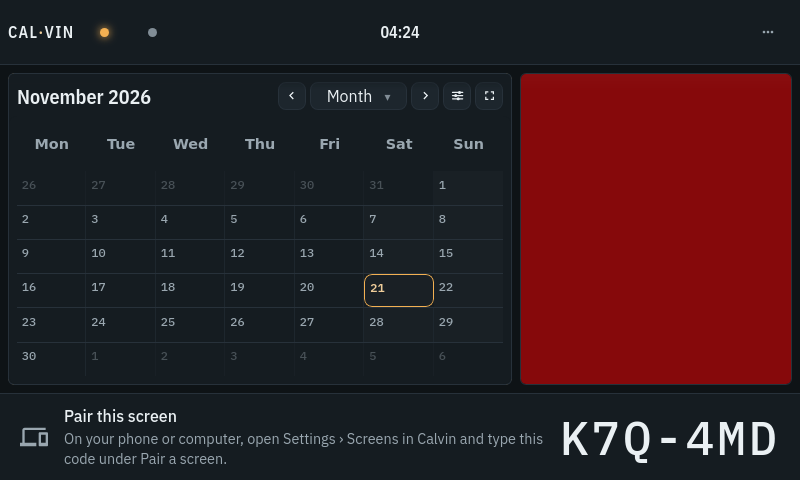 CAL·VIN 04:24 ···
November 2026 Month
Mon Tue Wed Thu Fri Sat Sun
26 27 28 29 30 31 1
2 3 4 5 6 7 8
9 10 11 12 13 14 15
16 17 18 19 20 21 22
23 24 25 26 27 28 29
30 1 2 3 4 5 6
Pair this screen
On your phone or computer, open Settings › Screens in Calvin and type this
code under Pair a screen.
K7Q-4MD